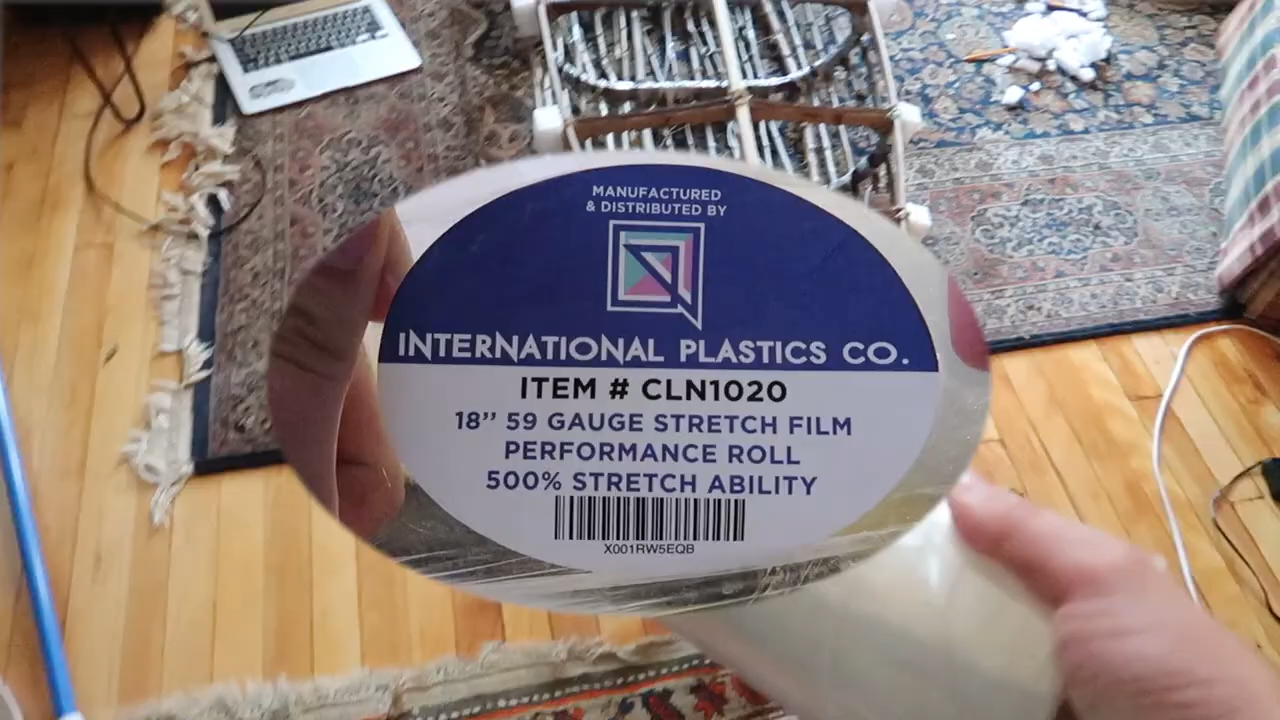 MANUFACTURED
& DISTRIBUTED BY
INTERNATIONAL PLASTICS CO.
ITEM # CLN1020
18’’ 59 GAUGE STRETCH FILM
PERFORMANCE ROLL
500% STRETCH ABILITY
X001RW5EQB